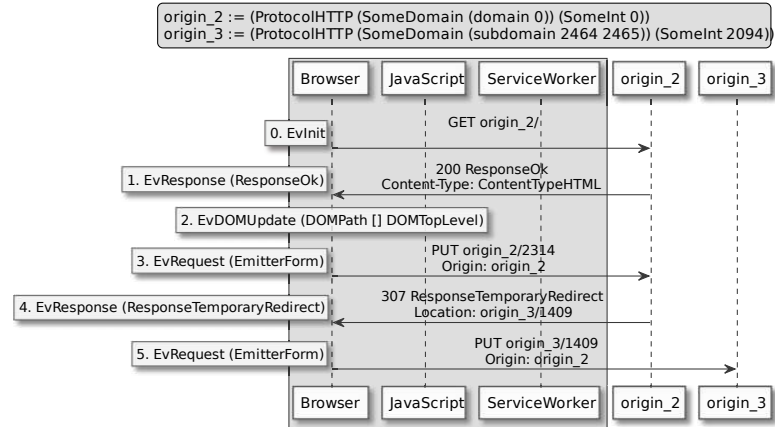 origin_2 := (ProtocolHTTP (SomeDomain (domain 0)) (SomeInt 0))
origin_3 := (ProtocolHTTP (SomeDomain (subdomain 2464 2465)) (SomeInt 2094))
Browser JavaScript ServiceWorker origin_2 origin_3
GET origin_2/
0. EvInit
200 ResponseOk
1. EvResponse (ResponseOk)
Content-Type: ContentTypeHTML
2. EvDOMUpdate (DOMPath [] DOMTopLevel)
PUT origin_2/2314
3. EvRequest (EmitterForm)
Origin: origin_2
307 ResponseTemporaryRedirect
4. EvResponse (ResponseTemporaryRedirect)
Location: origin_3/1409
PUT origin_3/1409
5. EvRequest (EmitterForm)
Origin: origin_2
Browser JavaScript ServiceWorker origin_2 origin_3